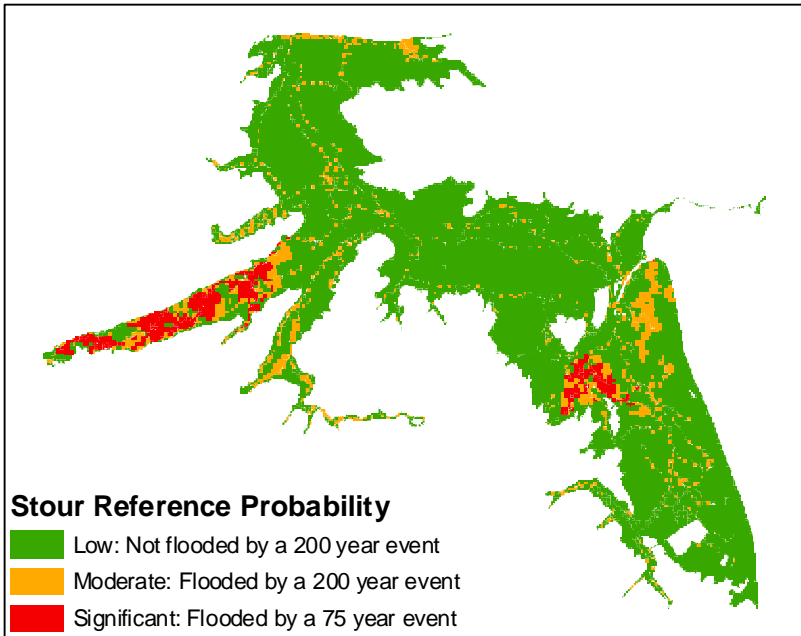 Stour Reference Probability
Low: Not flooded by a 200 year event
Moderate: Flooded by a 200 year event
Significant: Flooded by a 75 year event